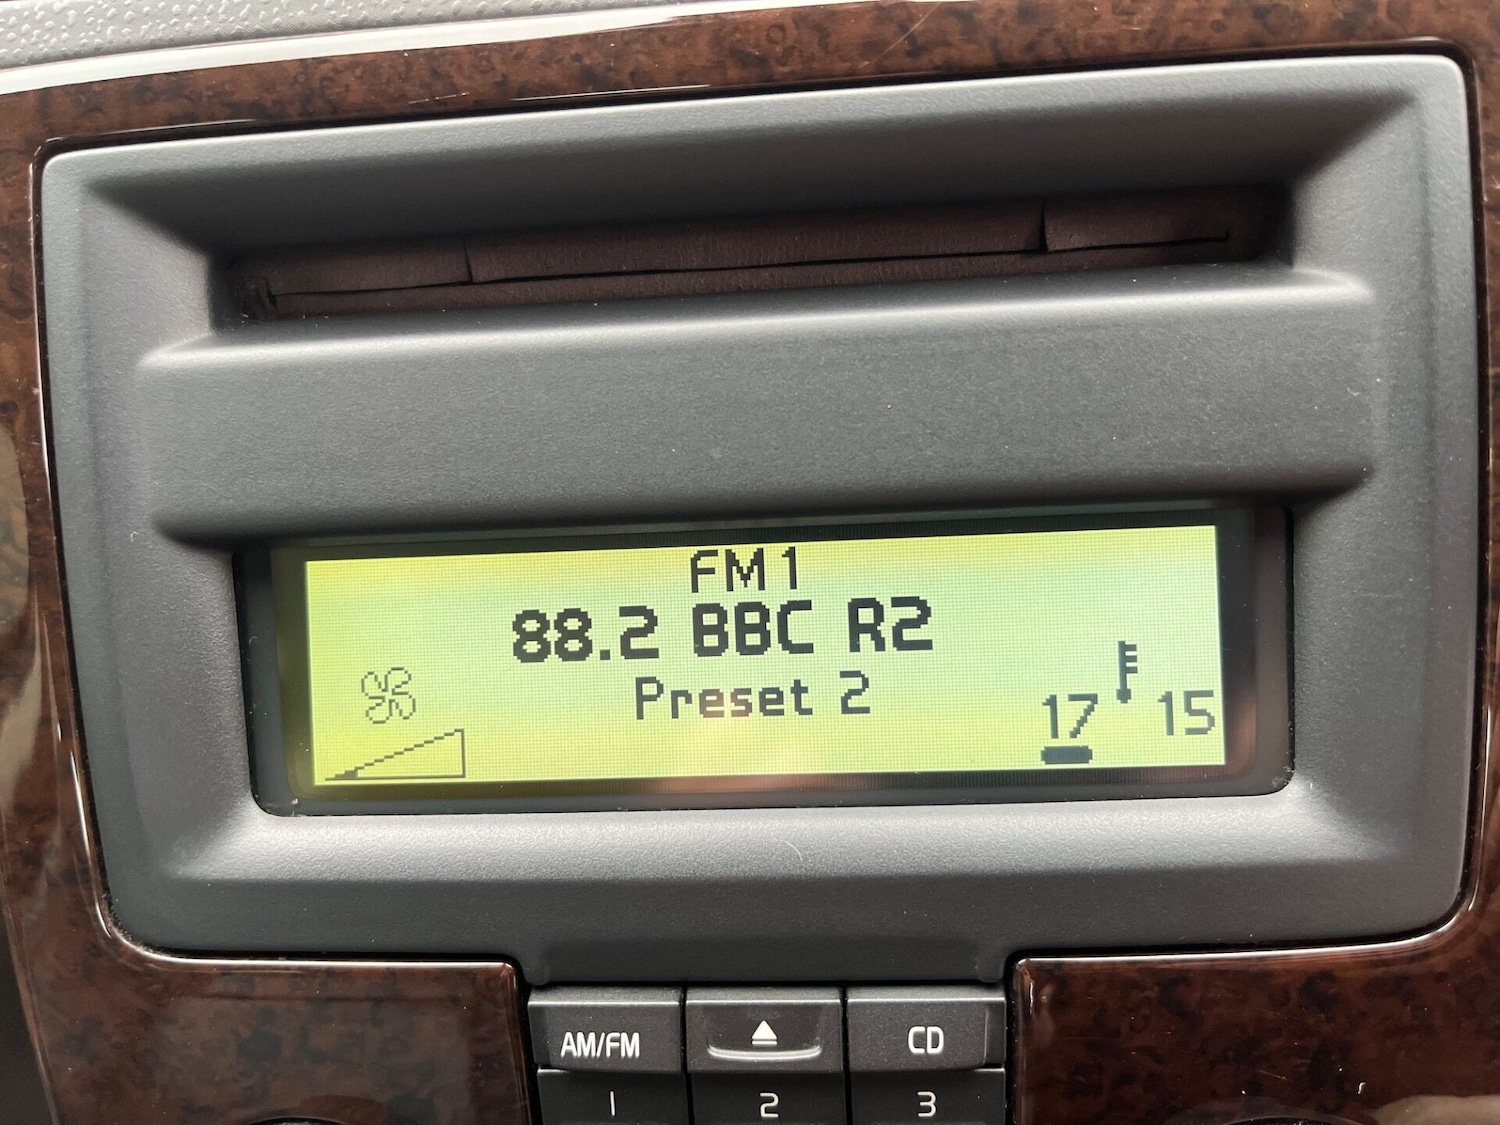 FM1
88.2 BBC R2
Preset 2
17 15
AM/FM CD
1 2 3